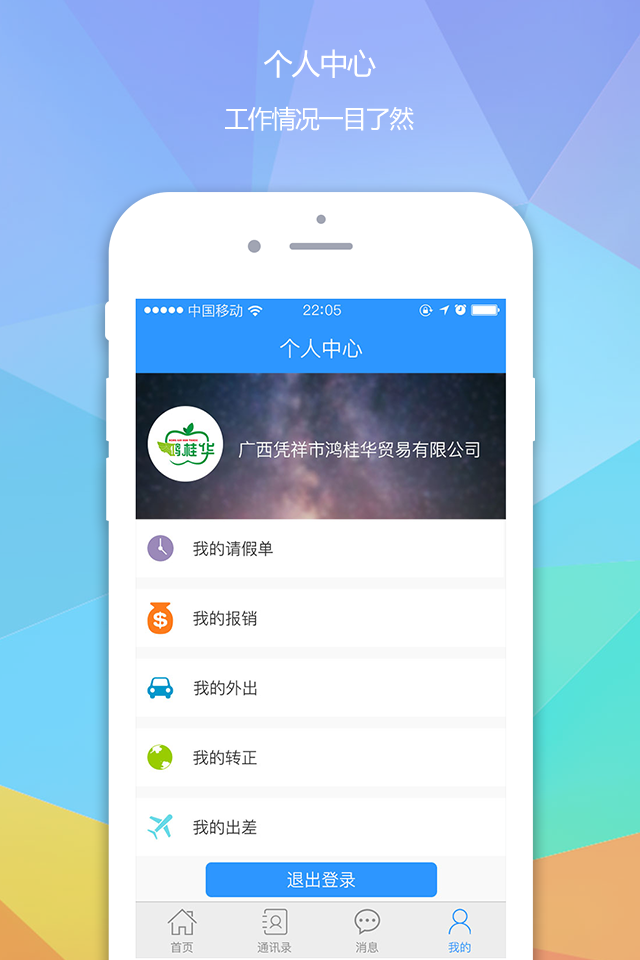 个人中心
工作情况一目了然
中国移动 22:05
个人中心
鸿桂华
广西凭祥市鸿桂华贸易有限公司
我的请假单
我的报销
我的外出
我的转正
我的出差
退出登录
首页 通讯录 消息 我的